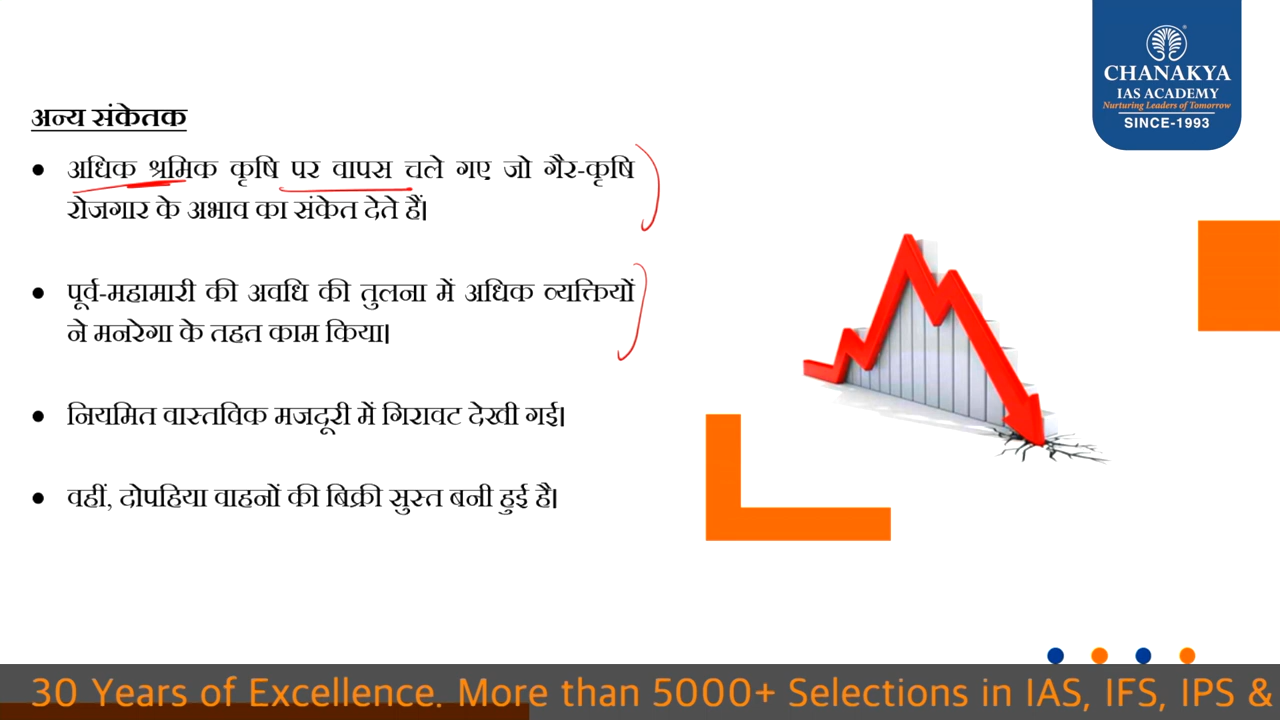 CHANAKYA
IAS ACADEMY
Nurturing Leaders of Tomorrow
SINCE-1993
अन्य संकेतक
• अधिक श्रमिक कृषि पर वापस चले गए जो गैर-कृषि
रोजगार के अभाव का संकेत देते हैं।
• पूर्व-महामारी की अवधि की तुलना में अधिक व्यक्तियों
ने मनरेगा के तहत काम किया।
• नियमित वास्तविक मजदूरी में गिरावट देखी गई।
• वहीं, दोपहिया वाहनों की बिक्री सुस्त बनी हुई है।
30 Years of Excellence. More than 5000+ Selections in IAS, IFS, IPS &